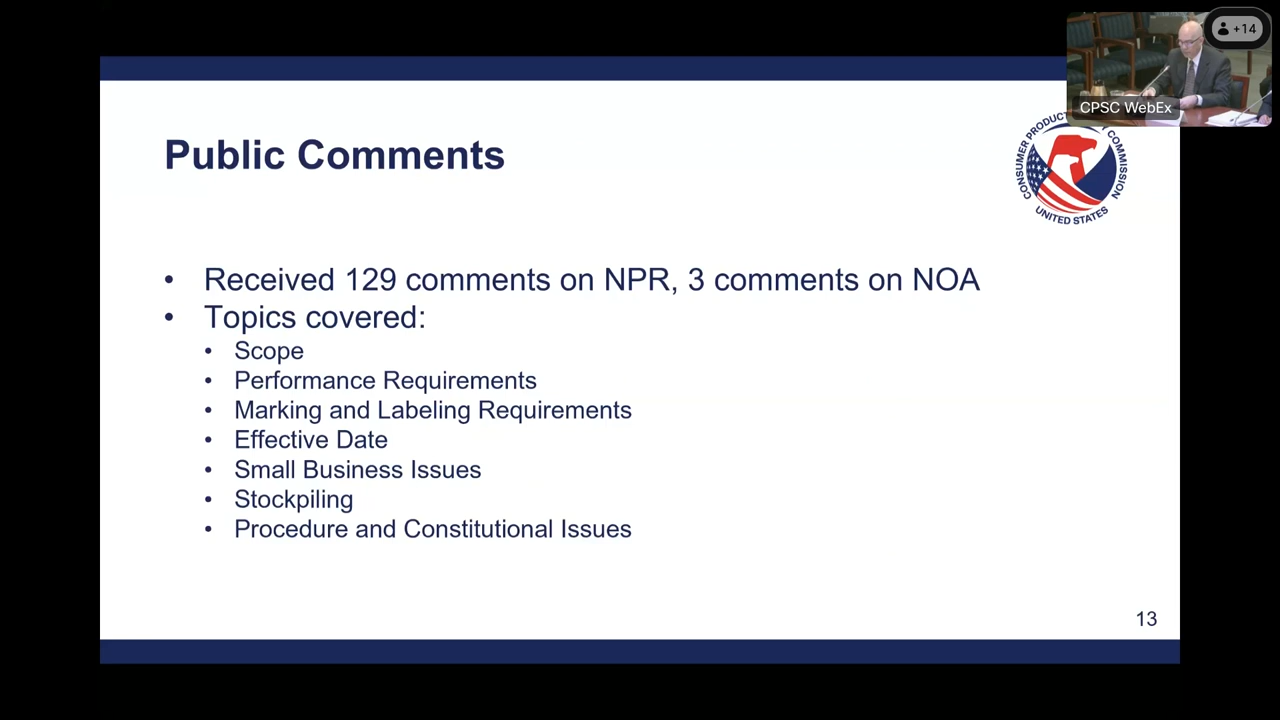 +14
CPSC WebEx
Public Comments
CONSUMER PRODUCT COMMISSION
UNITED STATES
• Received 129 comments on NPR, 3 comments on NOA
• Topics covered:
• Scope
• Performance Requirements
• Marking and Labeling Requirements
• Effective Date
• Small Business Issues
• Stockpiling
• Procedure and Constitutional Issues
13